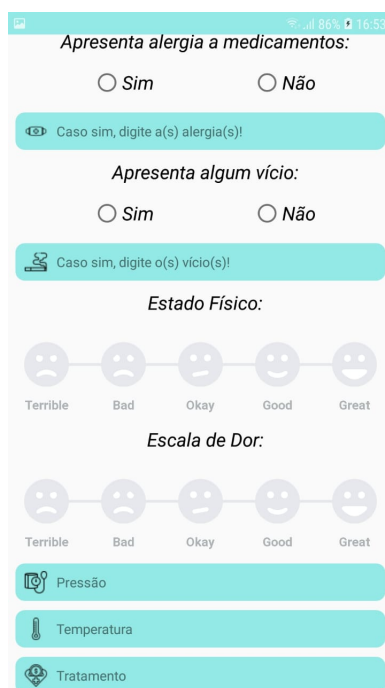 86% 16:53
Apresenta alergia a medicamentos:
Sim Não
Caso sim, digite a(s) alergia(s)!
Apresenta algum vício:
Sim Não
Caso sim, digite o(s) vício(s)!
Estado Físico:
Terrible Bad Okay Good Great
Escala de Dor:
Terrible Bad Okay Good Great
Pressão
Temperatura
Tratamento